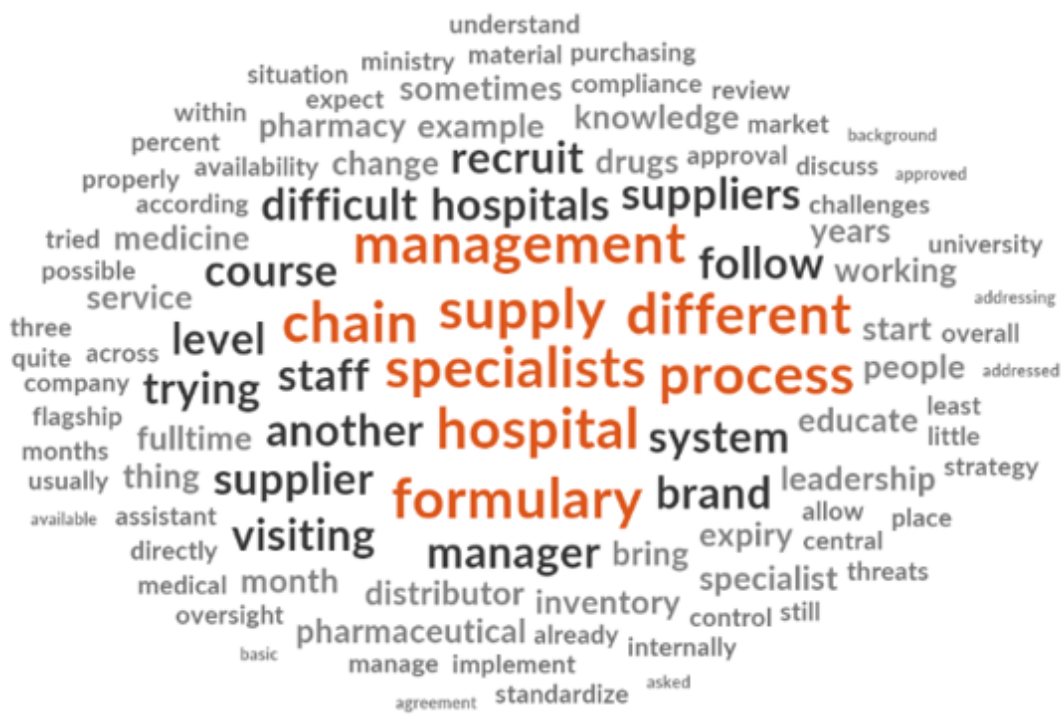 understand
situation ministry material purchasing
within expect sometimes compliance review
percent pharmacy example knowledge market background
properly availability change recruit drugs approval discuss approved
according difficult hospitals suppliers challenges
tried medicine management years university
possible course follow working
service chain supply different addressing
three level start overall
quite across staff specialists process people addressed
company trying
flagship another hospital system educate least
months fulltime little
usually thing supplier formulary brand leadership strategy
available assistant visiting allow place
directly manager bring expiry central
medical month distributor inventory specialist threats
oversight pharmaceutical already control still
basic manage implement internally
agreement standardize asked